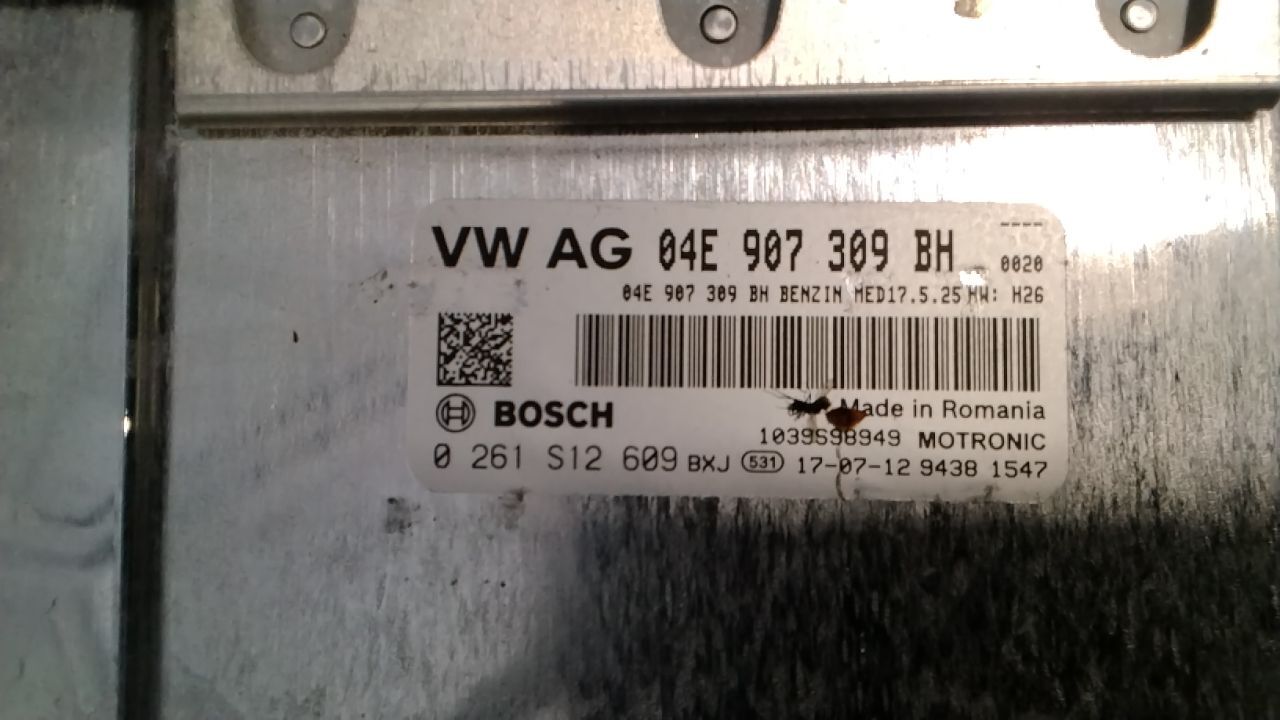 VW AG 04E 907 309 BH ----
0020
04E 907 309 BH BENZIN MED17.5.25 HW: H26
BOSCH
Made in Romania
1039S98949 MOTRONIC
0 261 S12 609 BXJ 531 17-07-12 9438 1547